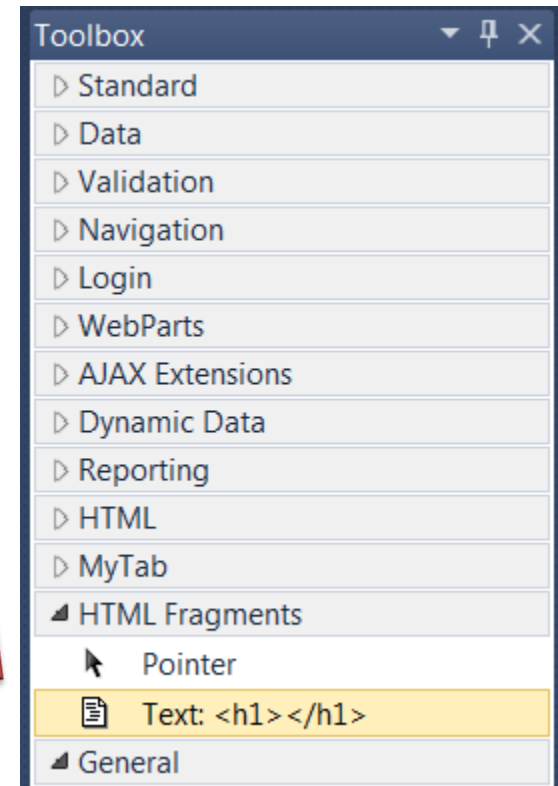 Toolbox
Standard
Data
Validation
Navigation
Login
WebParts
AJAX Extensions
Dynamic Data
Reporting
HTML
MyTab
HTML Fragments
Pointer
Text: <h1></h1>
General